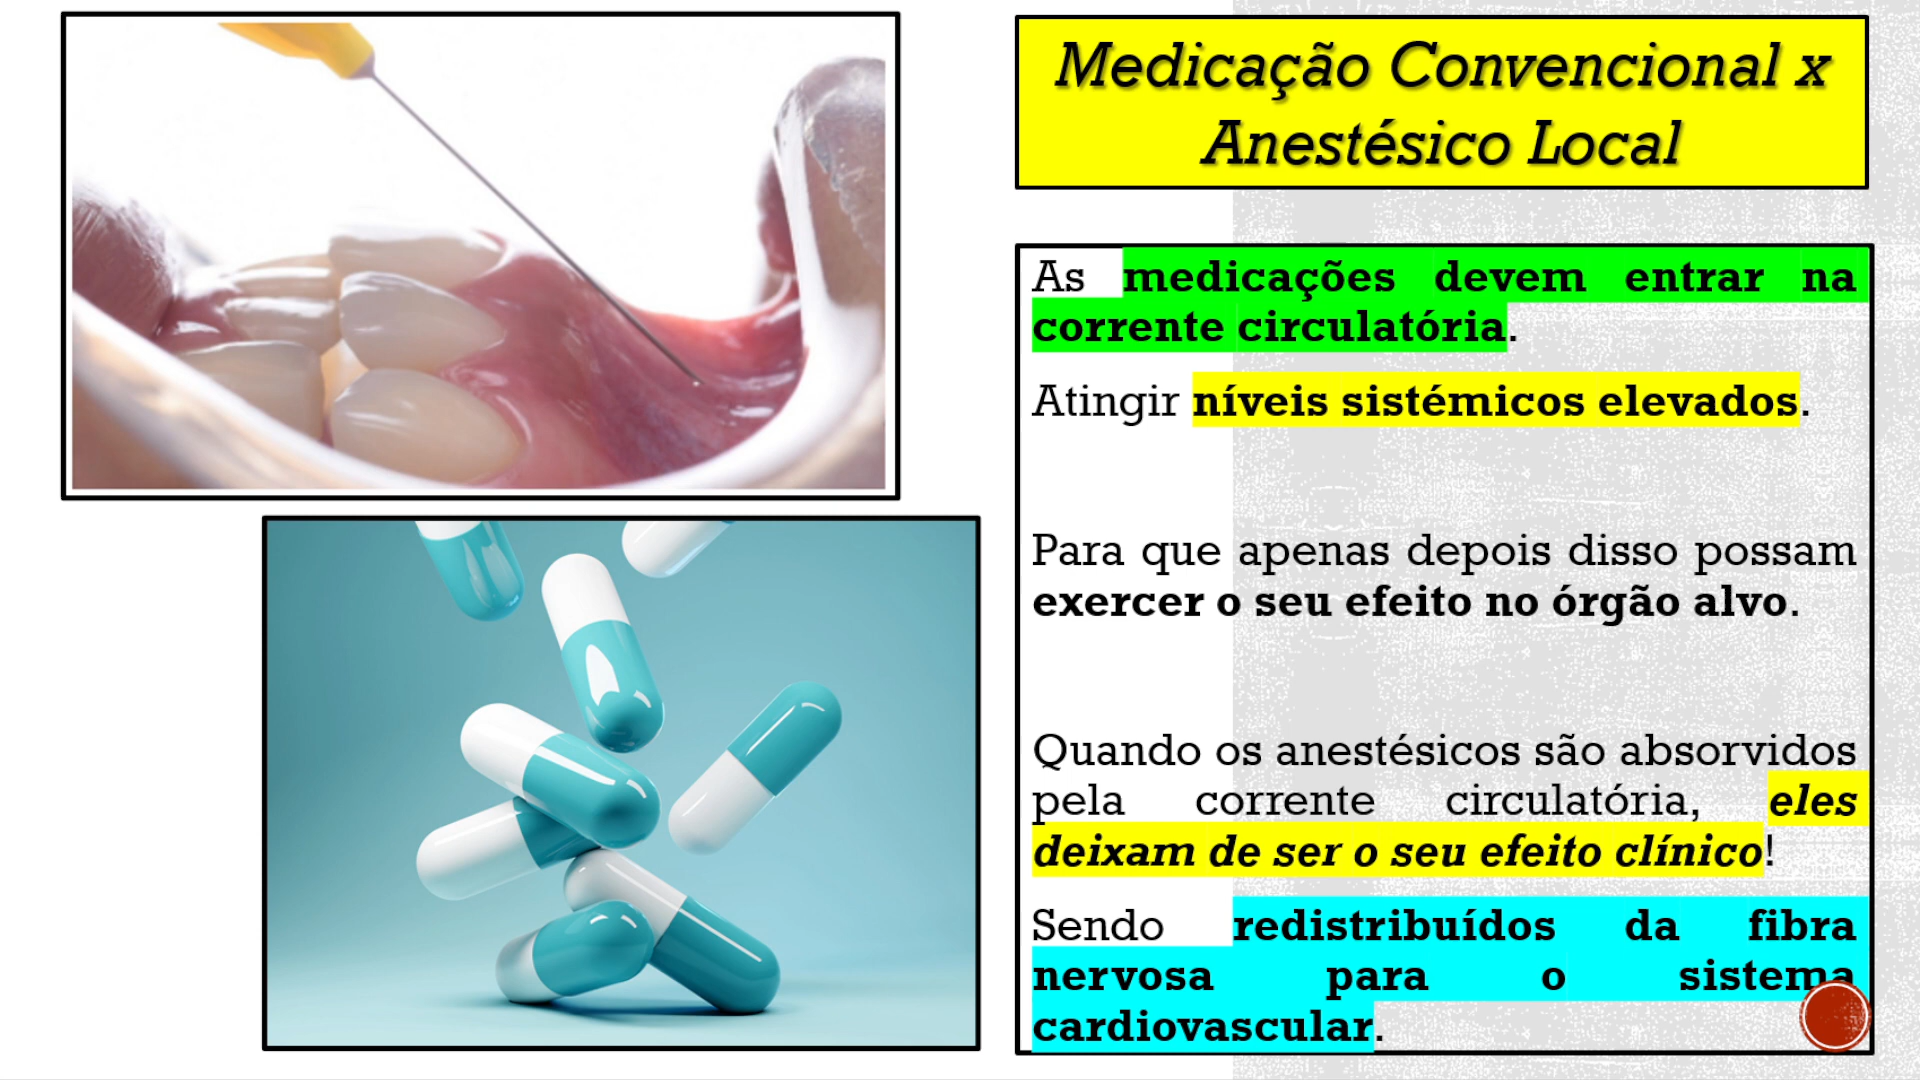 Medicação Convencional x
Anestésico Local
As medicações devem entrar na
corrente circulatória.
Atingir níveis sistémicos elevados.
Para que apenas depois disso possam
exercer o seu efeito no órgão alvo.
Quando os anestésicos são absorvidos
pela corrente circulatória, eles
deixam de ser o seu efeito clínico!
Sendo redistribuídos da fibra
nervosa para o sistema
cardiovascular.